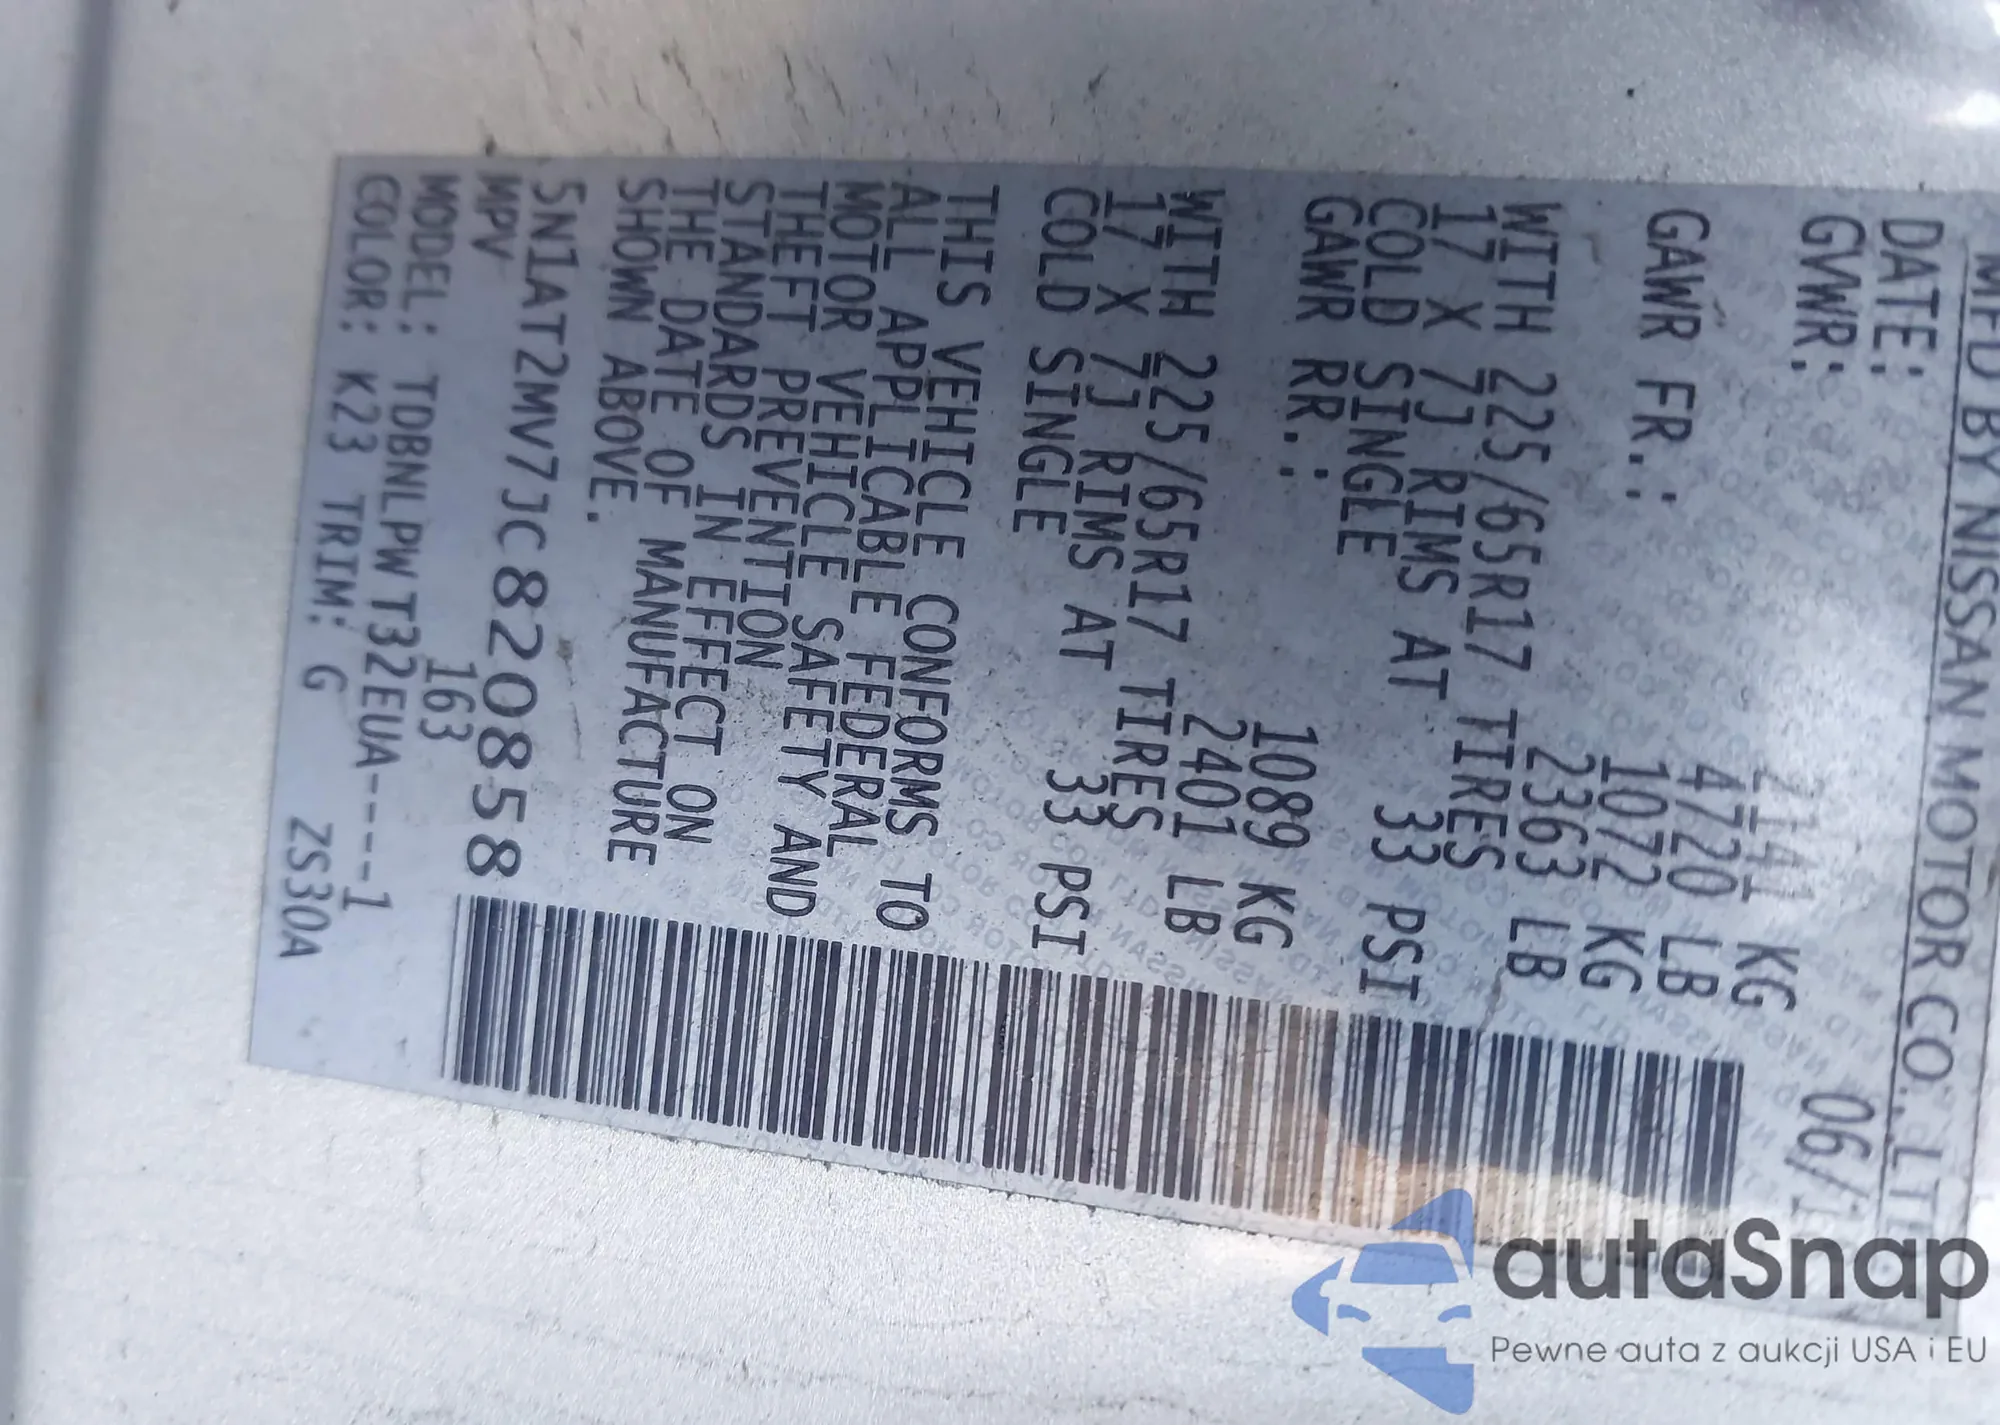 MFD BY NISSAN MOTOR CO., LTD
DATE: 06/1
GVWR: 2141 KG
4720 LB
GAWR FR.: 1072 KG
2363 LB
WITH 225/65R17 TIRES
17 X 7J RIMS AT 33 PSI
COLD SINGLE
GAWR RR.: 1089 KG
2401 LB
WITH 225/65R17 TIRES
17 X 7J RIMS AT 33 PSI
COLD SINGLE
THIS VEHICLE CONFORMS TO
ALL APPLICABLE FEDERAL
MOTOR VEHICLE SAFETY AND
THEFT PREVENTION
STANDARDS IN EFFECT ON
THE DATE OF MANUFACTURE
SHOWN ABOVE.
5N1AT2MV7JC820858
MPV 163
MODEL: TDBNLPW T32EUA----1
COLOR: K23 TRIM: G ZS30A
autaSnap
Pewne auta z aukcji USA i EU